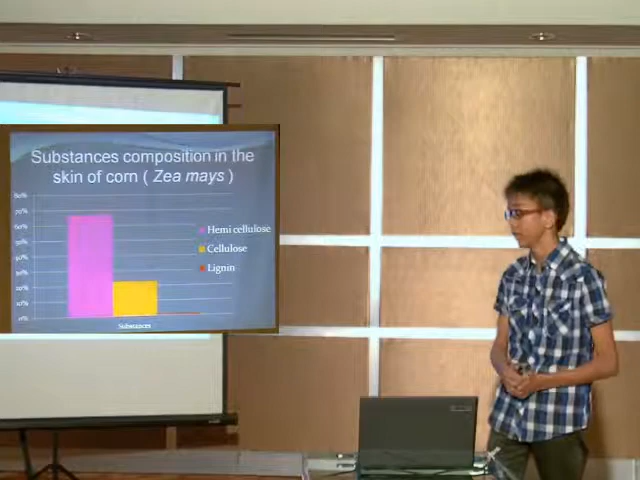 Substances composition in the
skin of corn ( Zea mays )
80%
70%
60%
50%
40%
30%
20%
10%
0%
Hemi cellulose
Cellulose
Lignin
Substances